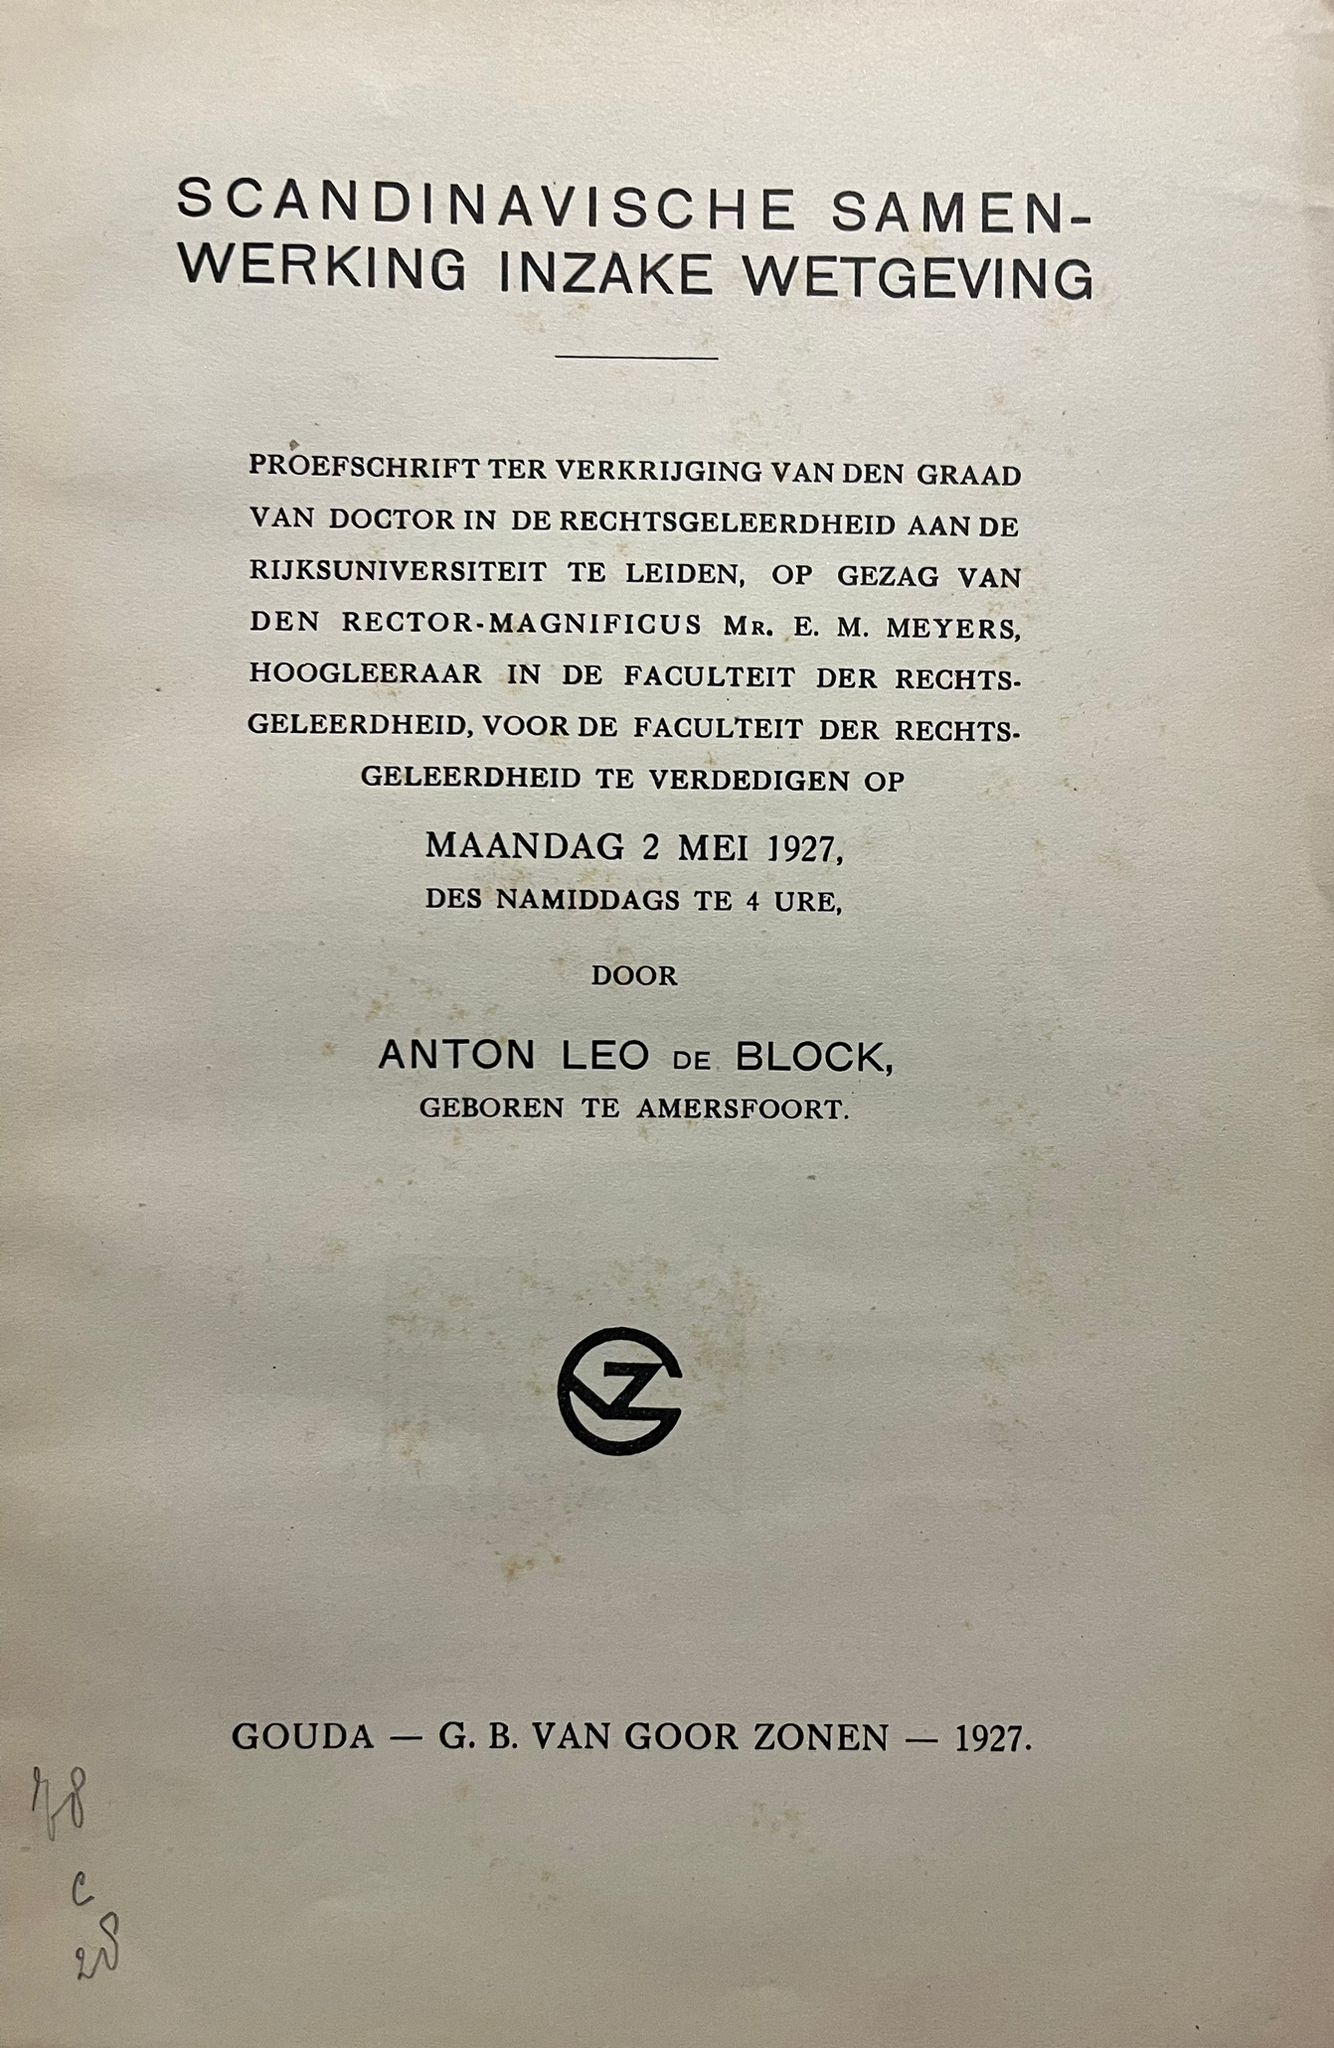 SCANDINAVISCHE SAMEN-
WERKING INZAKE WETGEVING
PROEFSCHRIFT TER VERKRIJGING VAN DEN GRAAD
VAN DOCTOR IN DE RECHTSGELEERDHEID AAN DE
RIJKSUNIVERSITEIT TE LEIDEN, OP GEZAG VAN
DEN RECTOR-MAGNIFICUS MR. E. M. MEYERS,
HOOGLEERAAR IN DE FACULTEIT DER RECHTS-
GELEERDHEID, VOOR DE FACULTEIT DER RECHTS-
GELEERDHEID TE VERDEDIGEN OP
MAANDAG 2 MEI 1927,
DES NAMIDDAGS TE 4 URE,
DOOR
ANTON LEO DE BLOCK,
GEBOREN TE AMERSFOORT.
GOUDA — G. B. VAN GOOR ZONEN — 1927.
78
c
28